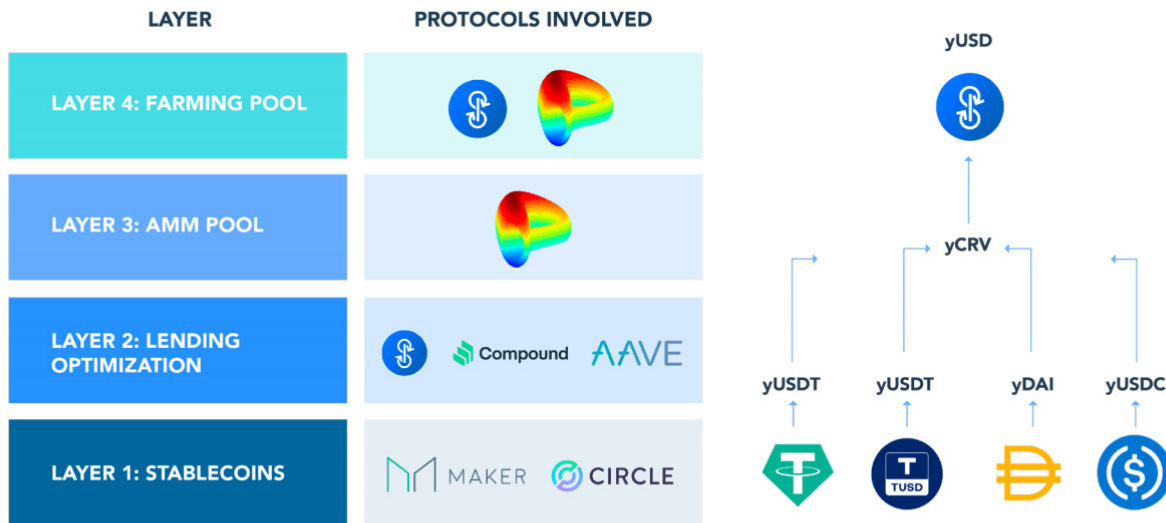 LAYER
PROTOCOLS INVOLVED
LAYER 4: FARMING POOL
LAYER 3: AMM POOL
LAYER 2: LENDING
OPTIMIZATION
Compound
AAVE
LAYER 1: STABLECOINS
MAKER
CIRCLE
yUSD
yCRV
yUSDT
yUSDT
yDAI
yUSDC
T
T
TUSD
$